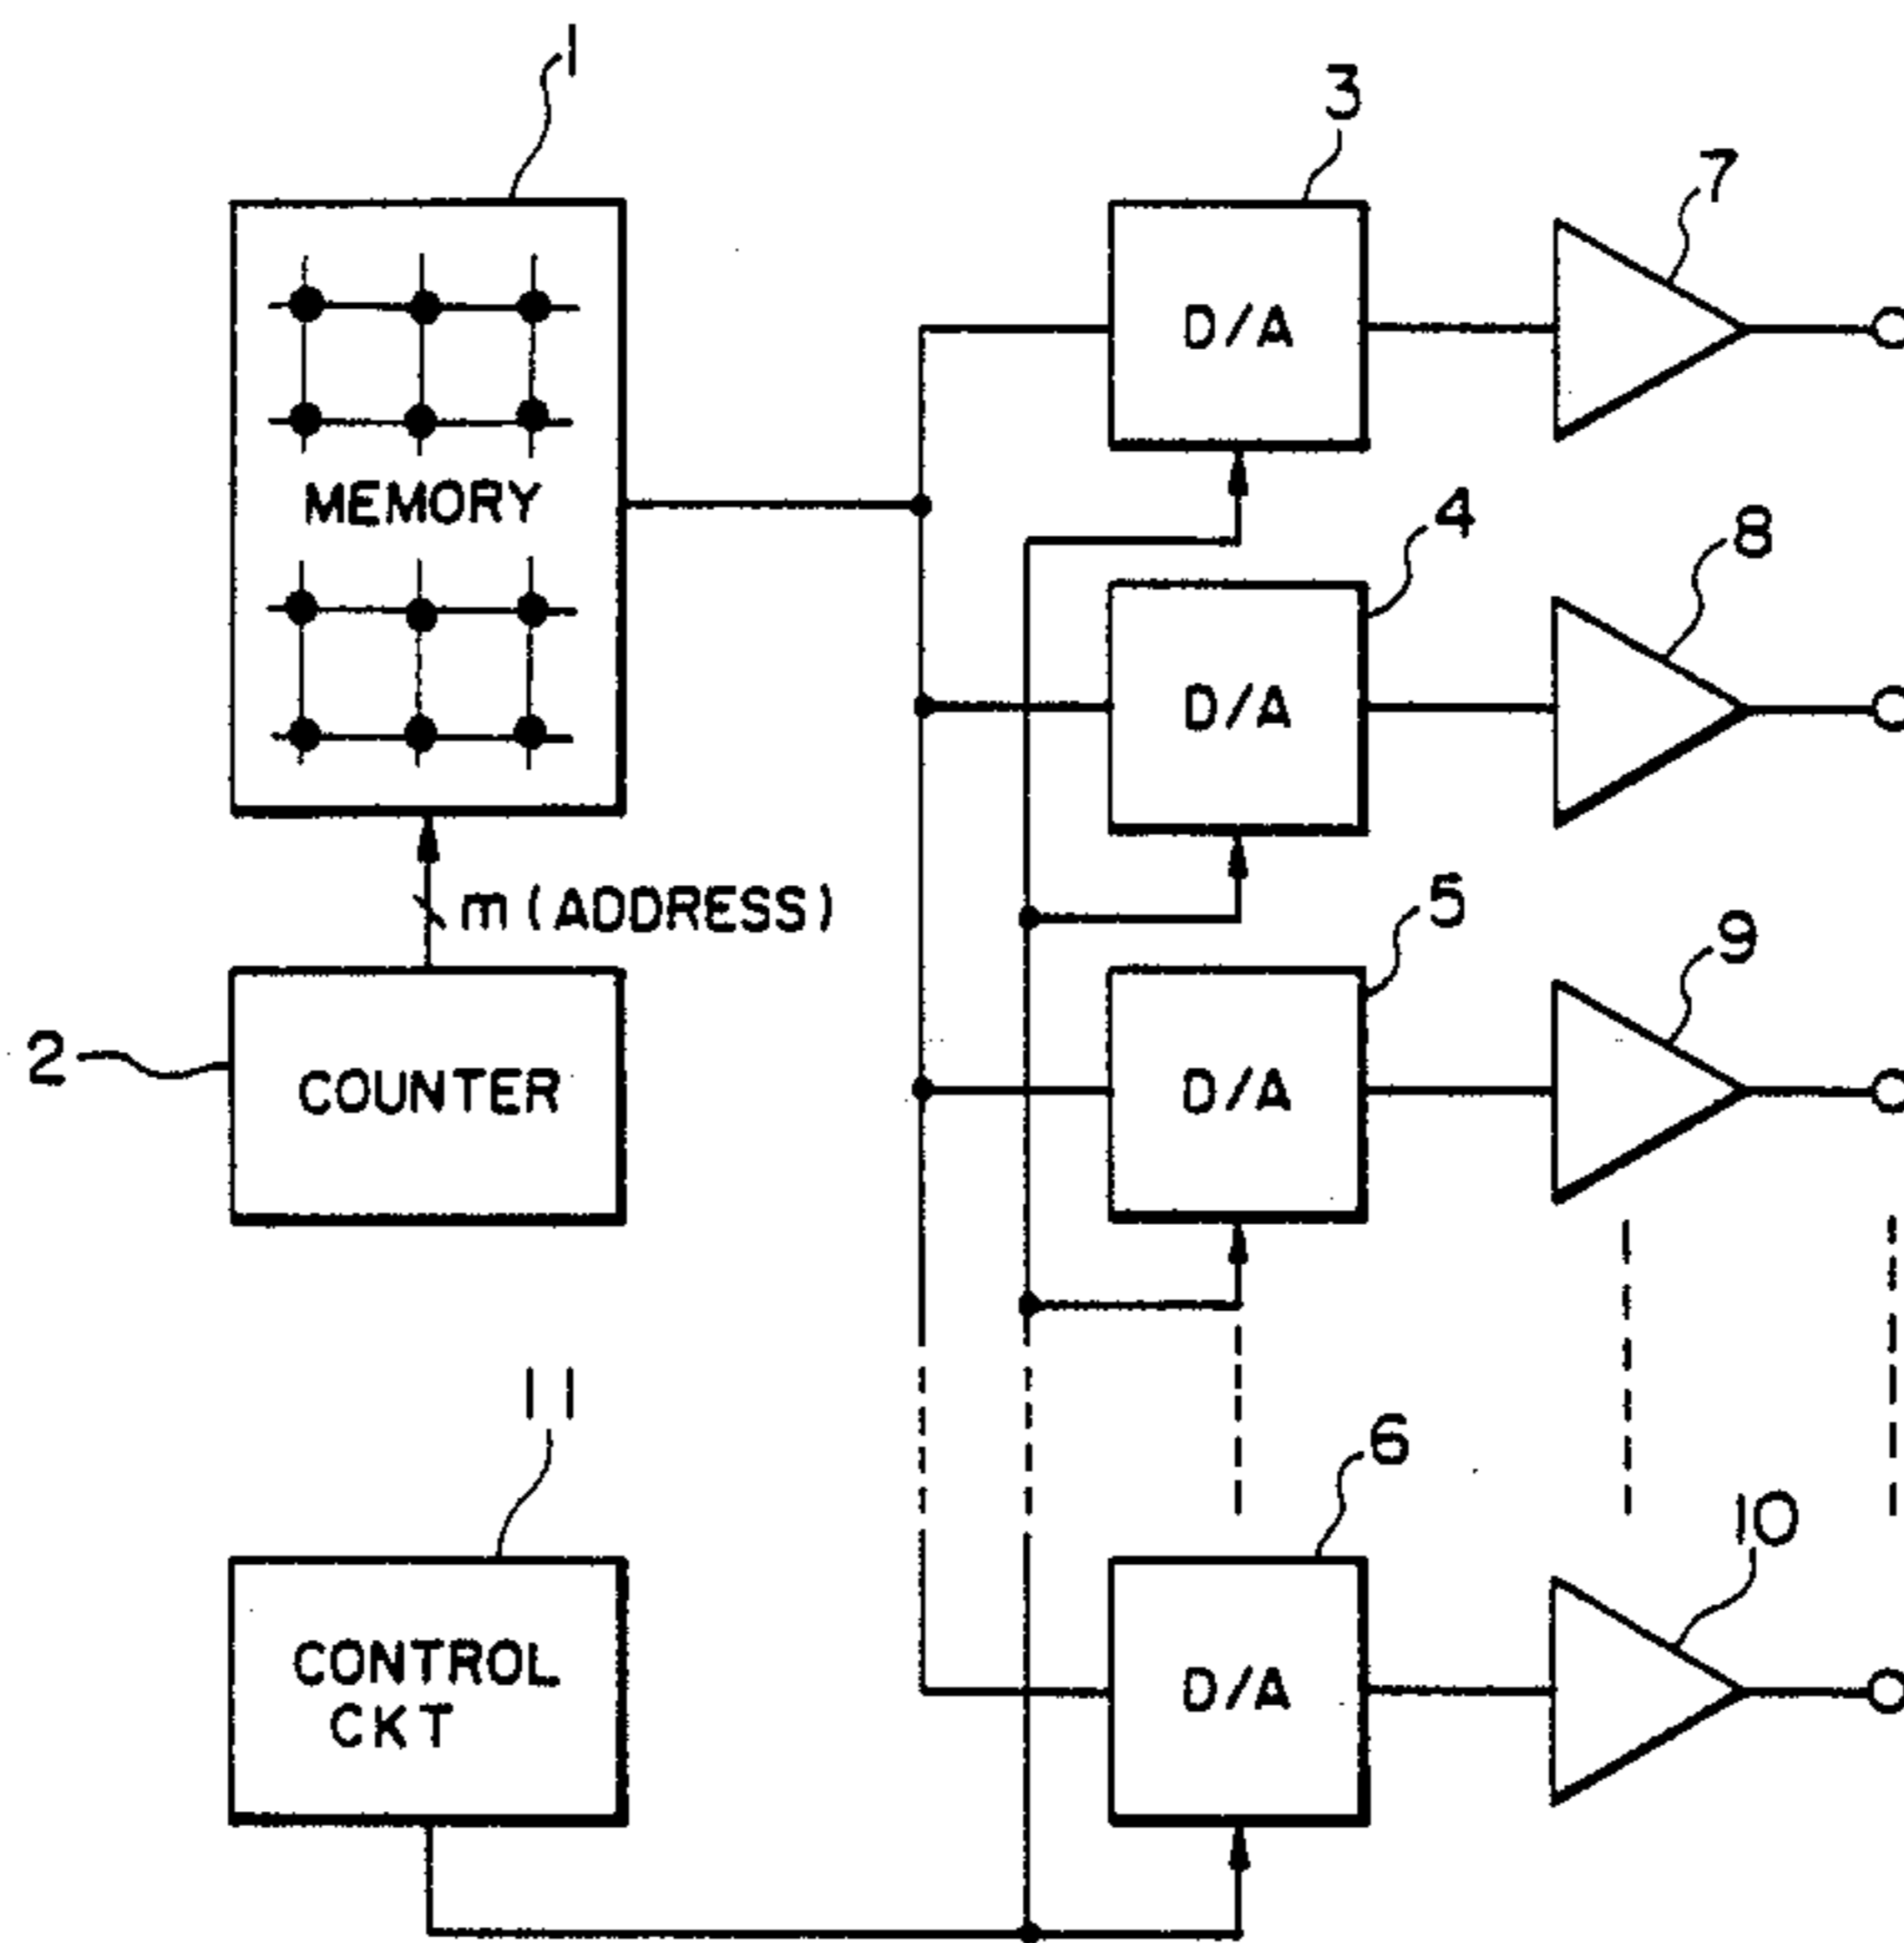 1
3
7
D/A
MEMORY
4
8
D/A
m (ADDRESS)
5
9
2
COUNTER
D/A
11
6
10
CONTROL
CKT
D/A